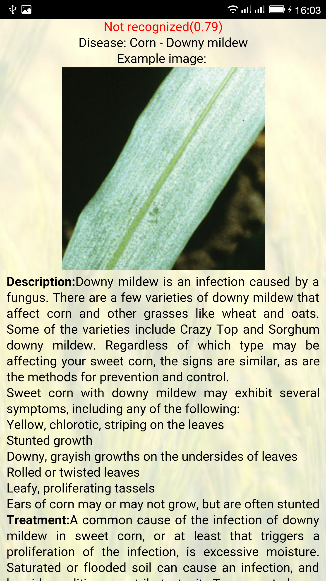 16:03
Not recognized(0.79)
Disease: Corn - Downy mildew
Example image:
Description:Downy mildew is an infection caused by a
fungus. There are a few varieties of downy mildew that
affect corn and other grasses like wheat and oats.
Some of the varieties include Crazy Top and Sorghum
downy mildew. Regardless of which type may be
affecting your sweet corn, the signs are similar, as are
the methods for prevention and control.
Sweet corn with downy mildew may exhibit several
symptoms, including any of the following:
Yellow, chlorotic, striping on the leaves
Stunted growth
Downy, grayish growths on the undersides of leaves
Rolled or twisted leaves
Leafy, proliferating tassels
Ears of corn may or may not grow, but are often stunted
Treatment:A common cause of the infection of downy
mildew in sweet corn, or at least that triggers a
proliferation of the infection, is excessive moisture.
Saturated or flooded soil can cause an infection, and